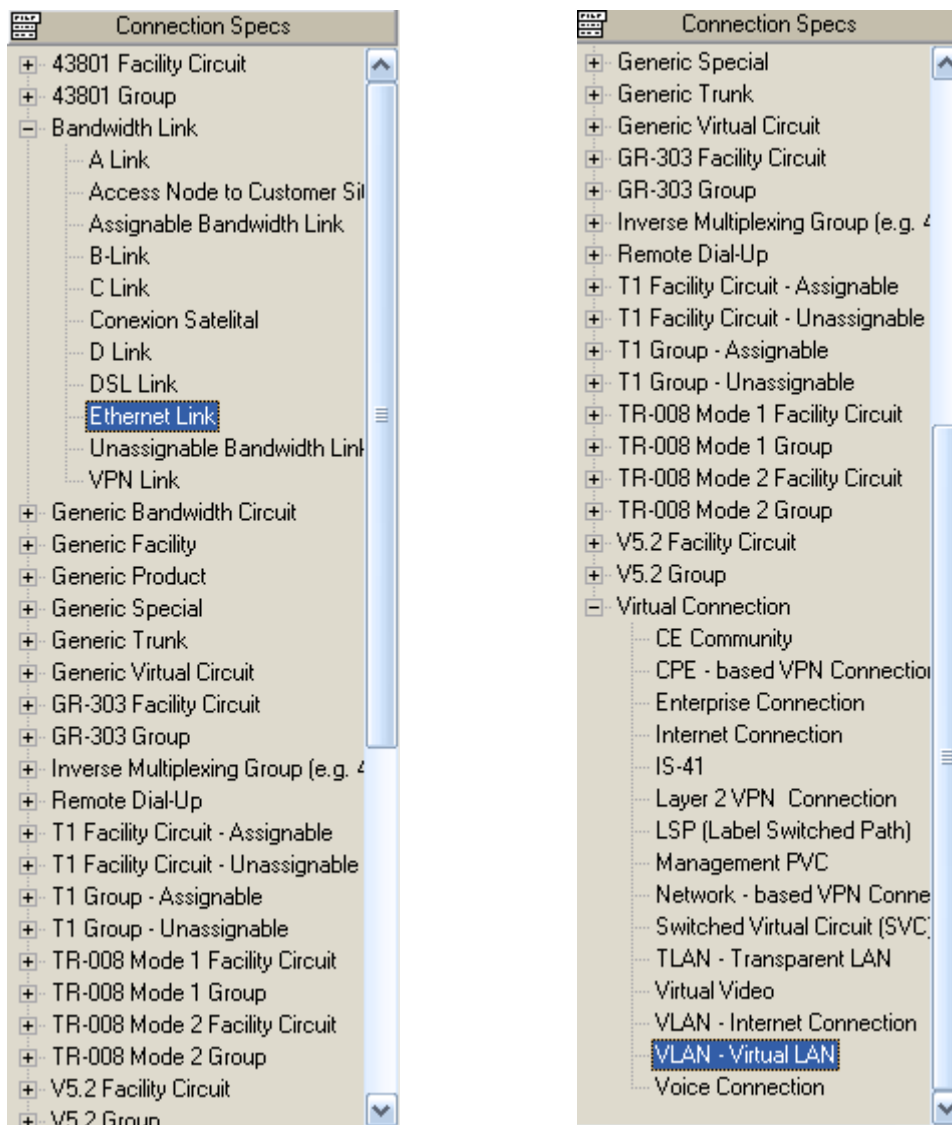 Connection Specs
43801 Facility Circuit
43801 Group
Bandwidth Link
A Link
Access Node to Customer
Assignable Bandwidth Link
B-Link
C Link
Conexion Satelital
D Link
DSL Link
Ethernet Link
Unassignable Bandwidth Link
VPN Link
Generic Bandwidth Circuit
Generic Facility
Generic Product
Generic Special
Generic Trunk
Generic Virtual Circuit
GR-303 Facility Circuit
GR-303 Group
Inverse Multiplexing Group (e.g. 4
Remote Dial-Up
T1 Facility Circuit - Assignable
T1 Facility Circuit - Unassignable
T1 Group - Assignable
T1 Group - Unassignable
TR-008 Mode 1 Facility Circuit
TR-008 Mode 1 Group
TR-008 Mode 2 Facility Circuit
TR-008 Mode 2 Group
V5.2 Facility Circuit
V5.2 Group
Connection Specs
Generic Special
Generic Trunk
Generic Virtual Circuit
GR-303 Facility Circuit
GR-303 Group
Inverse Multiplexing Group (e.g. 4
Remote Dial-Up
T1 Facility Circuit - Assignable
T1 Facility Circuit - Unassignable
T1 Group - Assignable
T1 Group - Unassignable
TR-008 Mode 1 Facility Circuit
TR-008 Mode 1 Group
TR-008 Mode 2 Facility Circuit
TR-008 Mode 2 Group
V5.2 Facility Circuit
V5.2 Group
Virtual Connection
CE Community
CPE - based VPN Connection
Enterprise Connection
Internet Connection
IS-41
Layer 2 VPN Connection
LSP (Label Switched Path)
Management PVC
Network - based VPN Conne
Switched Virtual Circuit (SVC)
TLAN - Transparent LAN
Virtual Video
VLAN - Internet Connection
VLAN - Virtual LAN
Voice Connection